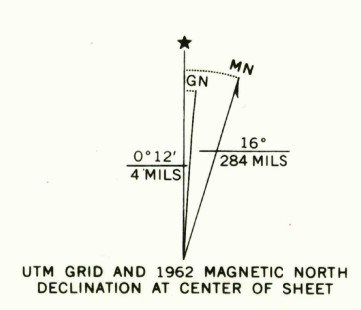 MN
GN
0°12'
4 MILS
16°
284 MILS
UTM GRID AND 1962 MAGNETIC NORTH
DECLINATION AT CENTER OF SHEET